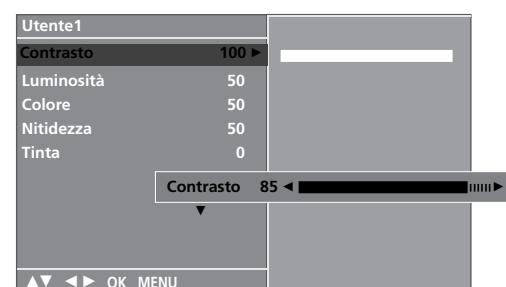 Utente1
Contrasto 100 ►
Luminosità 50
Colore 50
Nitidezza 50
Tinta 0
Contrasto 85 ◄ ►
▼
▲▼ ◄► OK MENU